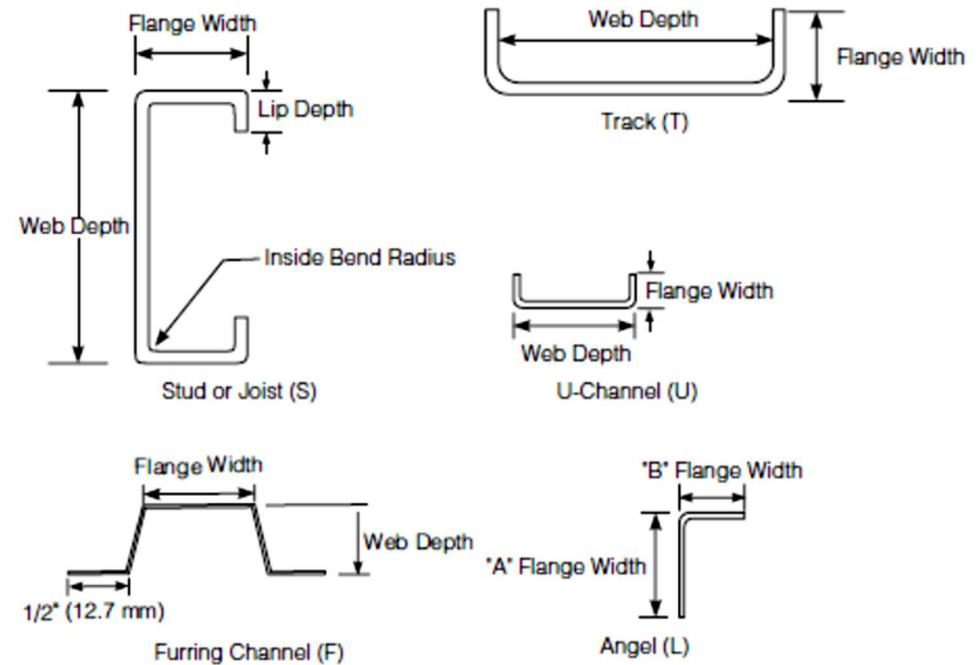 Flange Width
Lip Depth
Web Depth
Inside Bend Radius
Stud or Joist (S)
Web Depth
Flange Width
Track (T)
Flange Width
Web Depth
U-Channel (U)
Flange Width
Web Depth
1/2" (12.7 mm)
Furring Channel (F)
"B" Flange Width
"A" Flange Width
Angel (L)